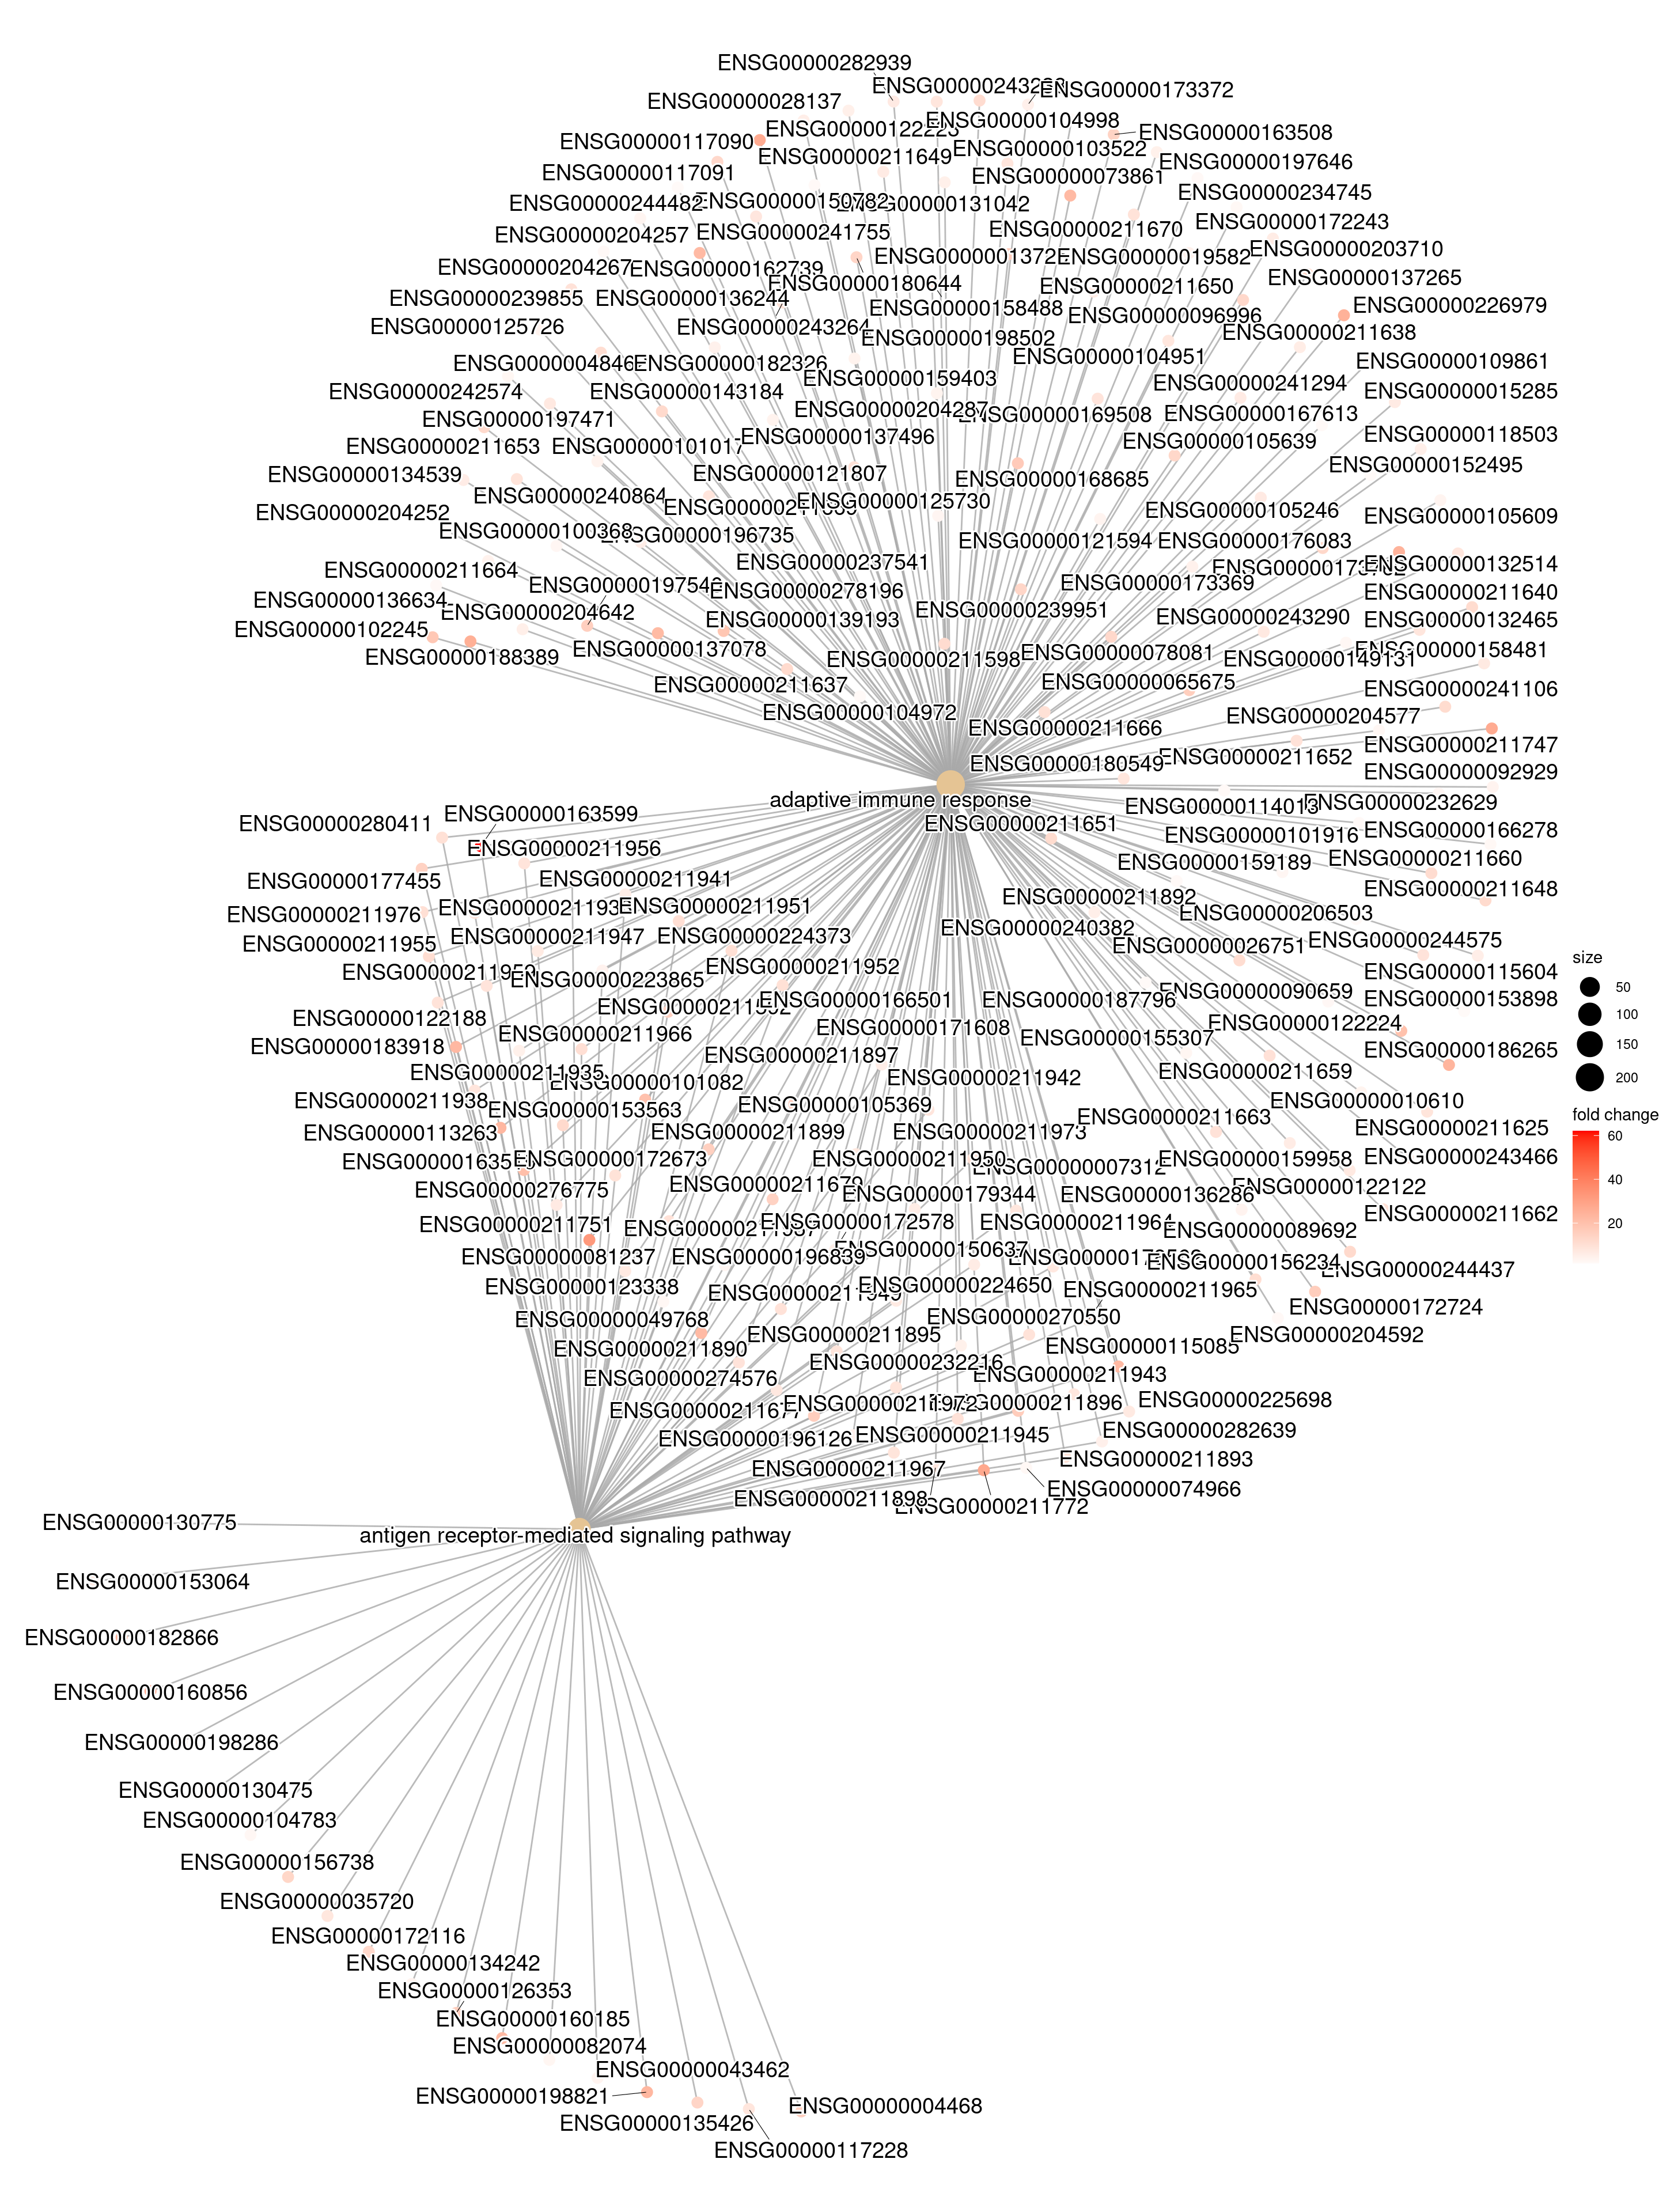 ENSG00000282939
ENSG00000173372
ENSG00000028137
ENSG00000104998
ENSG00000163508
ENSG00000117090
ENSG00000211649
ENSG00000103522
ENSG00000197646
ENSG00000117091
ENSG00000073861
ENSG00000234745
ENSG00000244482
ENSG00000131042
ENSG00000172243
ENSG00000204257
ENSG00000241755
ENSG00000211670
ENSG00000203710
ENSG00000204267
ENSG00000162739
ENSG00000019582
ENSG00000137265
ENSG00000239855
ENSG00000136244
ENSG00000180644
ENSG00000211650
ENSG00000226979
ENSG00000125726
ENSG00000243264
ENSG00000158488
ENSG00000096996
ENSG00000211638
ENSG00000182326
ENSG00000198502
ENSG00000104951
ENSG00000109861
ENSG00000242574
ENSG00000143184
ENSG00000159403
ENSG00000241294
ENSG00000015285
ENSG00000197471
ENSG00000204287
ENSG00000169508
ENSG00000167613
ENSG00000118503
ENSG00000211653
ENSG00000101017
ENSG00000137496
ENSG00000105639
ENSG00000152495
ENSG00000134539
ENSG00000121807
ENSG00000168685
ENSG00000240864
ENSG00000125730
ENSG00000105246
ENSG00000105609
ENSG00000204252
ENSG00000100368
ENSG00000196735
ENSG00000121594
ENSG00000176083
ENSG00000132514
ENSG00000211664
ENSG00000237541
ENSG00000173369
ENSG00000211640
ENSG00000136634
ENSG00000278196
ENSG00000239951
ENSG00000243290
ENSG00000132465
ENSG00000102245
ENSG00000204642
ENSG00000139193
ENSG00000078081
ENSG00000149131
ENSG00000158481
ENSG00000188389
ENSG00000137078
ENSG00000211598
ENSG00000065675
ENSG00000241106
ENSG00000211637
ENSG00000104972
ENSG00000211666
ENSG00000204577
ENSG00000211747
ENSG00000180549
ENSG00000211652
ENSG00000092929
adaptive immune response
ENSG00000114013
ENSG00000232629
ENSG00000280411
ENSG00000163599
ENSG00000211651
ENSG00000101916
ENSG00000166278
ENSG00000211956
ENSG00000159189
ENSG00000211660
ENSG00000177455
ENSG00000211941
ENSG00000211892
ENSG00000211648
ENSG00000211976
ENSG00000211951
ENSG00000240382
ENSG00000206503
ENSG00000211955
ENSG00000211947
ENSG00000224373
ENSG00000026751
ENSG00000244575
ENSG00000223865
ENSG00000211952
ENSG00000115604
ENSG00000166501
ENSG00000187796
ENSG00000090659
ENSG00000153898
ENSG00000122188
ENSG00000211966
ENSG00000171608
ENSG00000155307
ENSG00000122224
ENSG00000183918
ENSG00000211897
ENSG00000186265
ENSG00000211935
ENSG00000101082
ENSG00000211942
ENSG00000211659
ENSG00000211938
ENSG00000153563
ENSG00000105369
ENSG00000211663
ENSG00000010610
ENSG00000113263
ENSG00000211899
ENSG00000211973
ENSG00000211625
ENSG00000172673
ENSG00000211950
ENSG00000007312
ENSG00000159958
ENSG00000243466
ENSG00000276775
ENSG00000179344
ENSG00000136286
ENSG00000122122
ENSG00000211751
ENSG00000172578
ENSG00000211964
ENSG00000089692
ENSG00000211662
ENSG00000081237
ENSG00000196839
ENSG00000150637
ENSG00000156234
ENSG00000244437
ENSG00000123338
ENSG00000224650
ENSG00000211965
ENSG00000172724
ENSG00000049768
ENSG00000270550
ENSG00000204592
ENSG00000211890
ENSG00000211895
ENSG00000115085
ENSG00000274576
ENSG00000232216
ENSG00000211943
ENSG00000211972
ENSG00000211896
ENSG00000225698
ENSG00000196126
ENSG00000211945
ENSG00000282639
ENSG00000211967
ENSG00000211893
ENSG00000211898
ENSG00000211772
ENSG00000074966
size
50
100
150
200
fold change
60
40
20
ENSG00000130775
antigen receptor-mediated signaling pathway
ENSG00000153064
ENSG00000182866
ENSG00000160856
ENSG00000198286
ENSG00000130475
ENSG00000104783
ENSG00000156738
ENSG00000035720
ENSG00000172116
ENSG00000134242
ENSG00000126353
ENSG00000160185
ENSG00000082074
ENSG00000043462
ENSG00000198821
ENSG00000004468
ENSG00000135426
ENSG00000117228